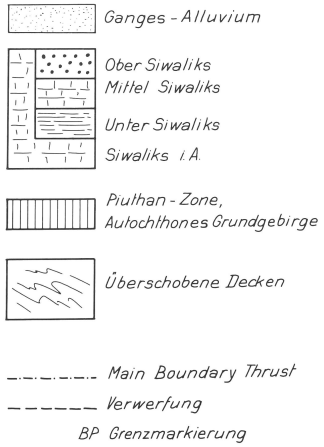 Ganges-Alluvium
Ober Siwaliks
Mittel Siwaliks
Unter Siwaliks
Siwaliks i.A.
Piuthan-Zone,
Autochthones Grundgebirge
Überschobene Decken
Main Boundary Thrust
Verwerfung
BP Grenzmarkierung